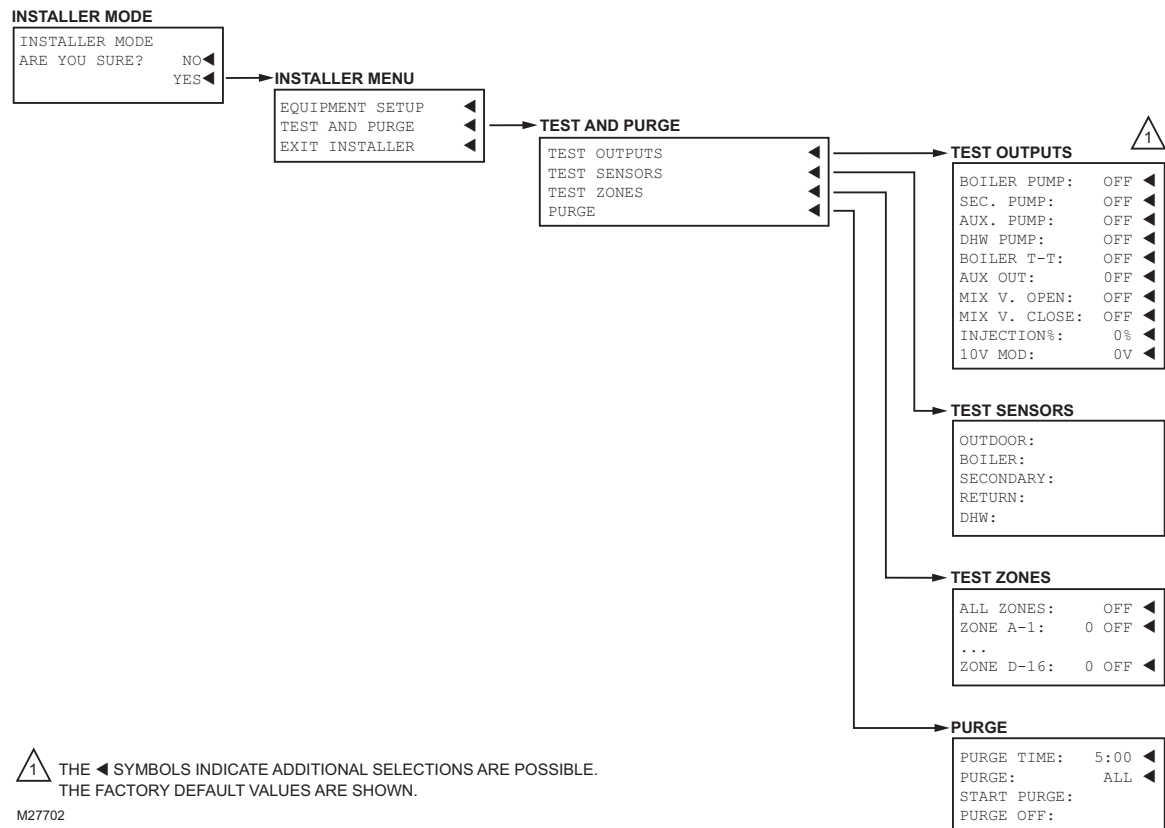 INSTALLER MODE
INSTALLER MODE
ARE YOU SURE? NO◀
YES◀
INSTALLER MENU
EQUIPMENT SETUP ◀
TEST AND PURGE ◀
EXIT INSTALLER ◀
TEST AND PURGE
TEST OUTPUTS ◀
TEST SENSORS ◀
TEST ZONES ◀
PURGE ◀
1
TEST OUTPUTS
BOILER PUMP: OFF ◀
SEC. PUMP: OFF ◀
AUX. PUMP: OFF ◀
DHW PUMP: OFF ◀
BOILER T-T: OFF ◀
AUX OUT: 0FF ◀
MIX V. OPEN: OFF ◀
MIX V. CLOSE: OFF ◀
INJECTION%: 0% ◀
10V MOD: 0V ◀
TEST SENSORS
OUTDOOR:
BOILER:
SECONDARY:
RETURN:
DHW:
TEST ZONES
ALL ZONES: OFF ◀
ZONE A-1: 0 OFF ◀
...
ZONE D-16: 0 OFF ◀
PURGE
PURGE TIME: 5:00 ◀
PURGE: ALL ◀
START PURGE:
PURGE OFF:
1 THE ◀ SYMBOLS INDICATE ADDITIONAL SELECTIONS ARE POSSIBLE.
THE FACTORY DEFAULT VALUES ARE SHOWN.
M27702